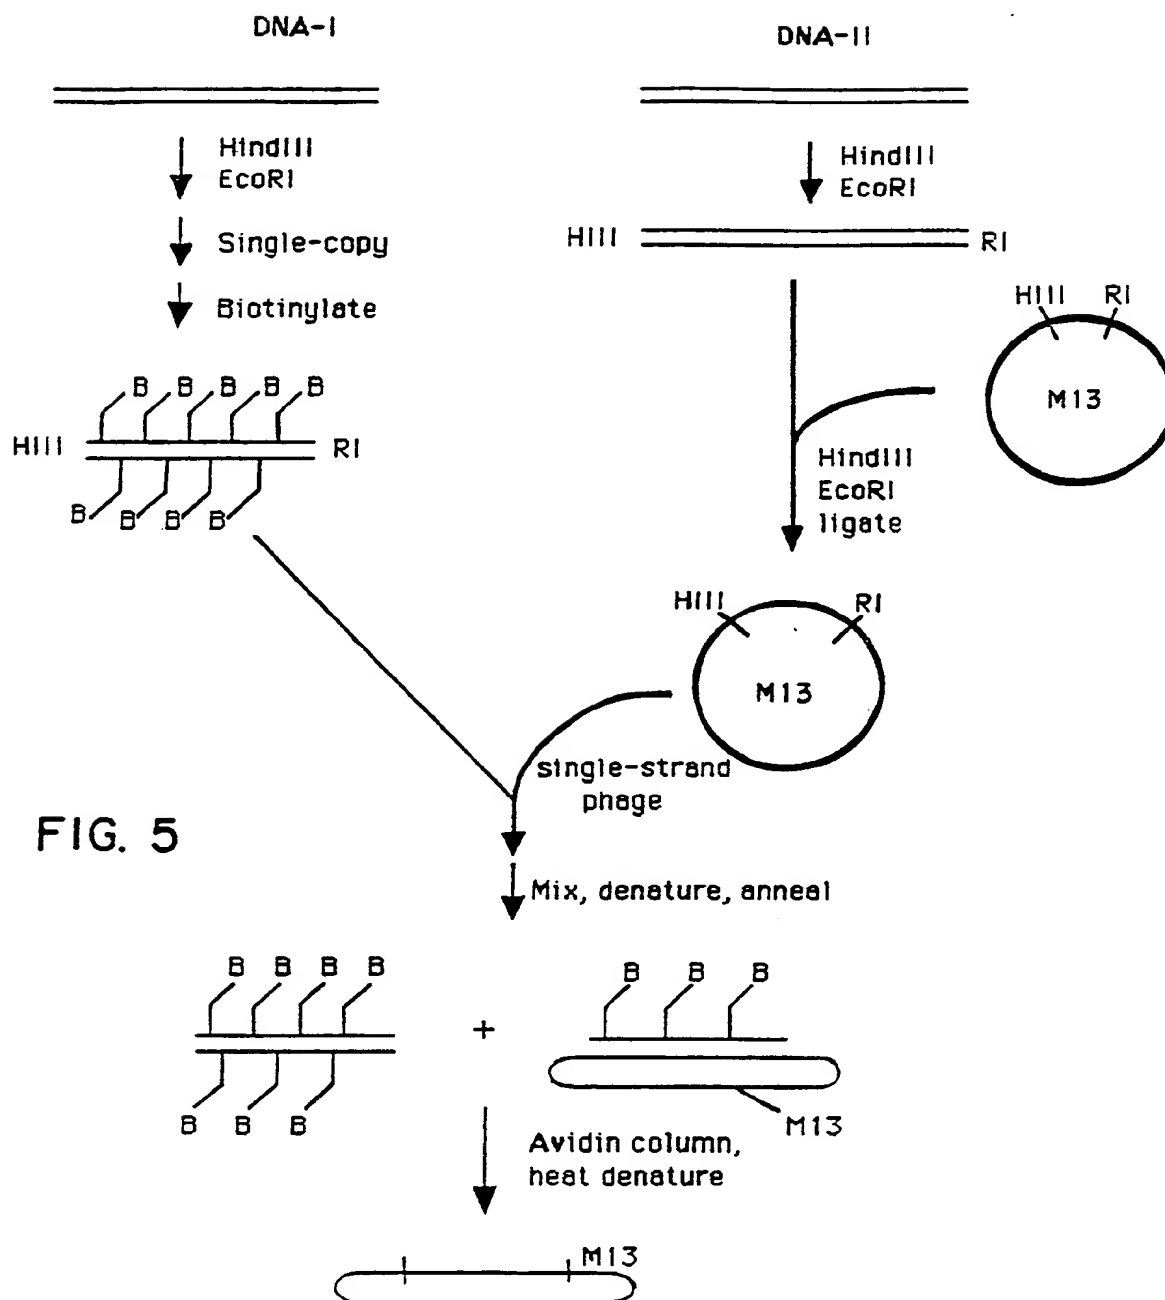 DNA-I
DNA-II
HindIII
EcoRI
Single-copy
Biotinylate
HindIII
EcoRI
HIII
RI
HIII
RI
M13
B
B
B
B
B
HIII
RI
B
B
B
B
HindIII
EcoRI
ligate
HIII
RI
M13
single-strand
phage
FIG. 5
Mix, denature, anneal
B
B
B
B
+
B
B
B
B
B
B
M13
Avidin column,
heat denature
M13